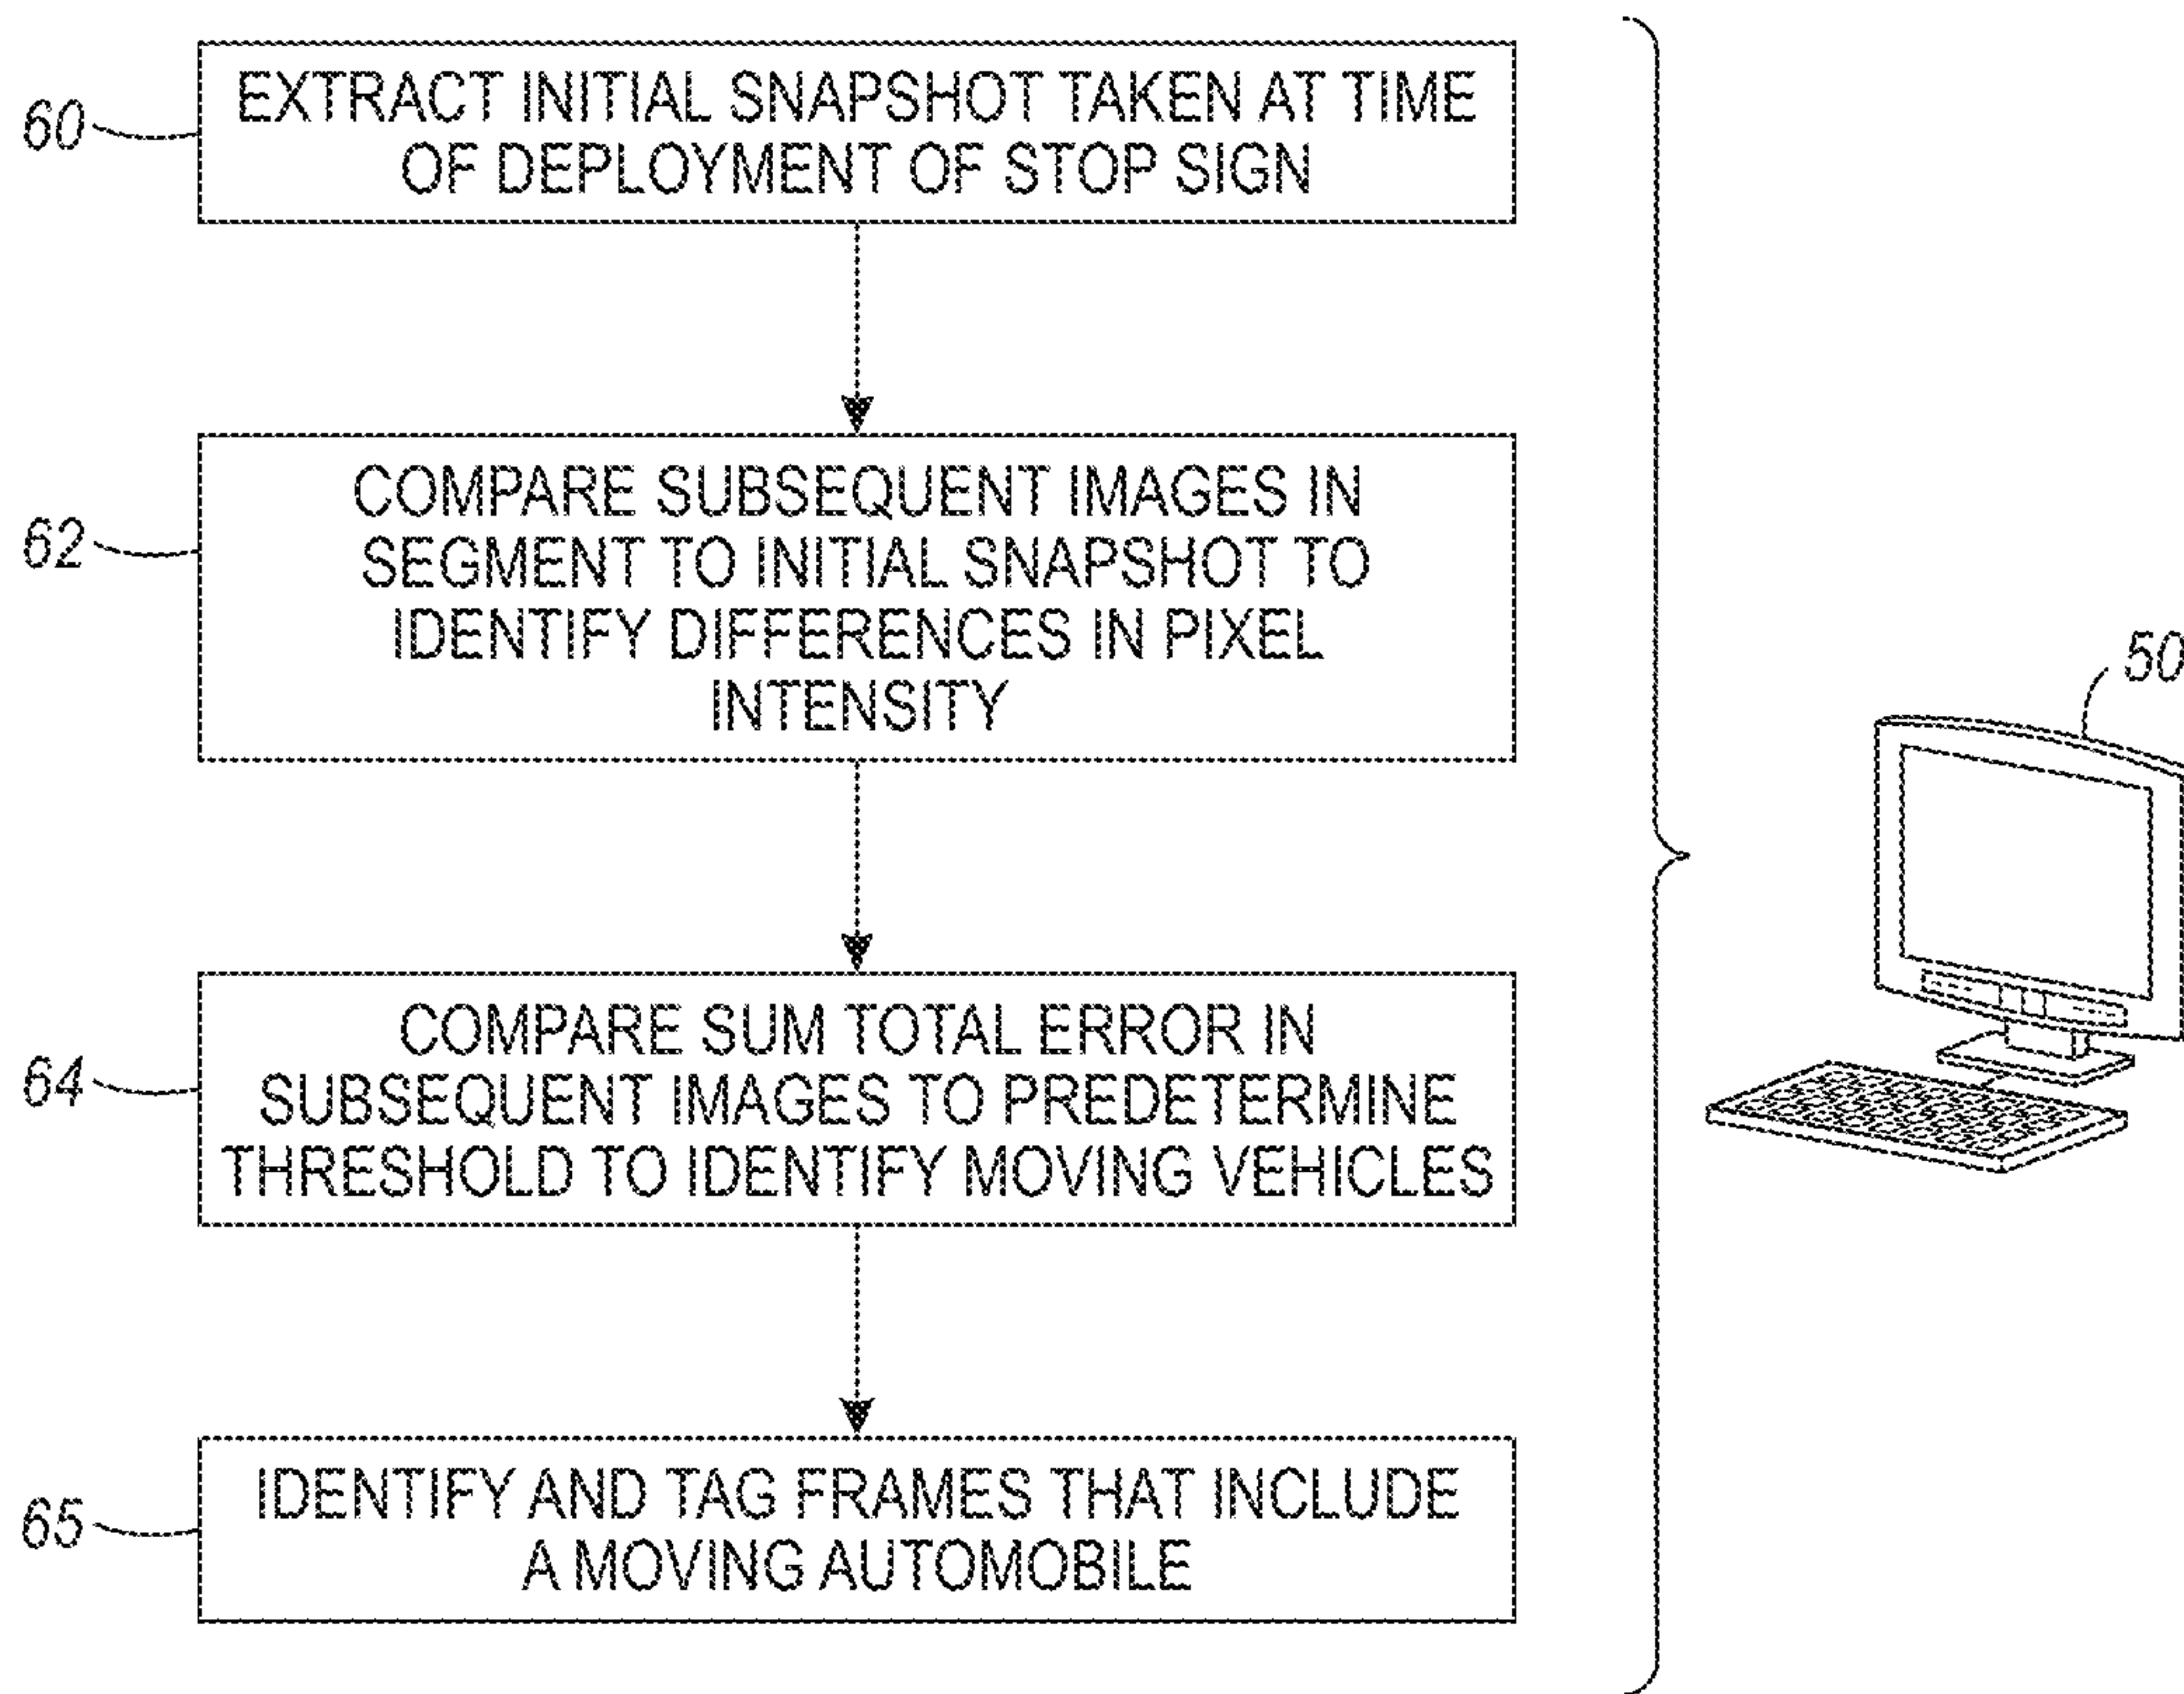 60
EXTRACT INITIAL SNAPSHOT TAKEN AT TIME
OF DEPLOYMENT OF STOP SIGN
62
COMPARE SUBSEQUENT IMAGES IN
SEGMENT TO INITIAL SNAPSHOT TO
IDENTIFY DIFFERENCES IN PIXEL
INTENSITY
50
64
COMPARE SUM TOTAL ERROR IN
SUBSEQUENT IMAGES TO PREDETERMINE
THRESHOLD TO IDENTIFY MOVING VEHICLES
65
IDENTIFY AND TAG FRAMES THAT INCLUDE
A MOVING AUTOMOBILE